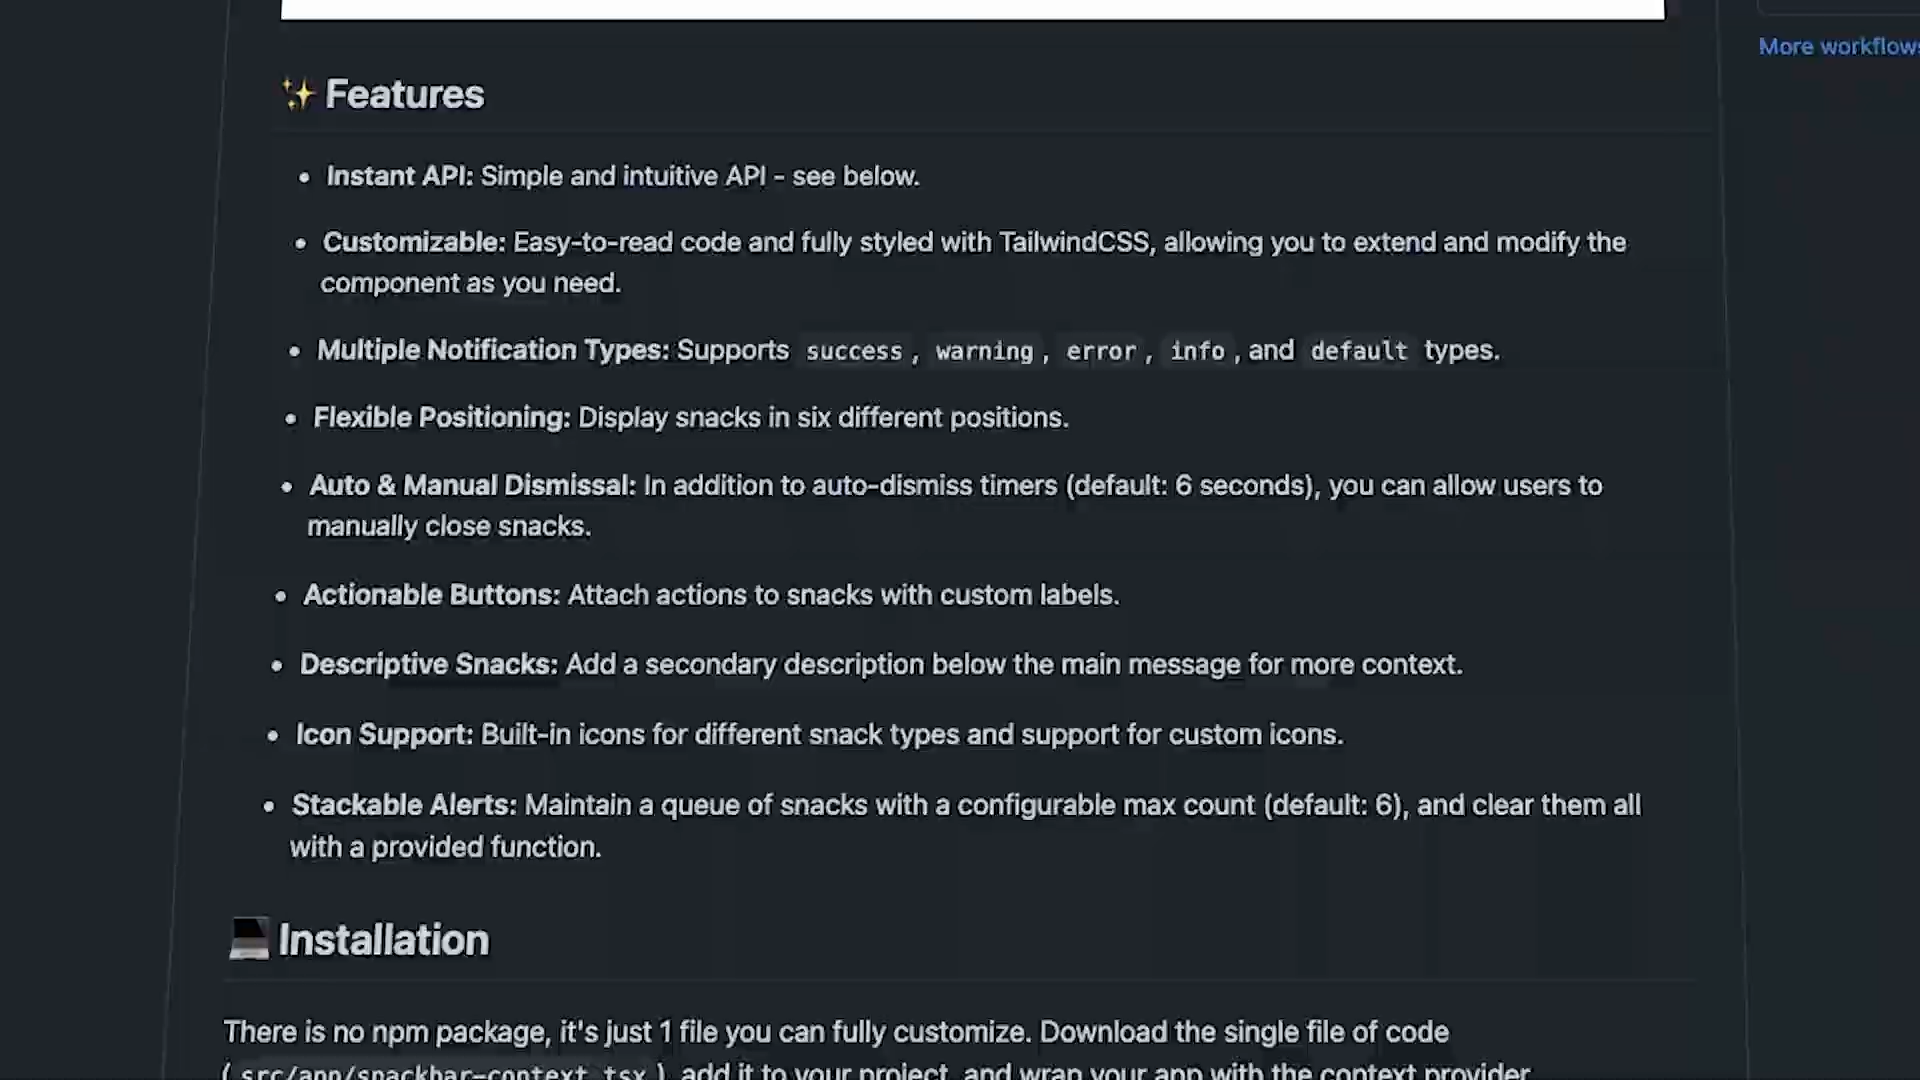 More workflows
✨ Features
• Instant API: Simple and intuitive API - see below.
• Customizable: Easy-to-read code and fully styled with TailwindCSS, allowing you to extend and modify the
component as you need.
• Multiple Notification Types: Supports success, warning, error, info, and default types.
• Flexible Positioning: Display snacks in six different positions.
• Auto & Manual Dismissal: In addition to auto-dismiss timers (default: 6 seconds), you can allow users to
manually close snacks.
• Actionable Buttons: Attach actions to snacks with custom labels.
• Descriptive Snacks: Add a secondary description below the main message for more context.
• Icon Support: Built-in icons for different snack types and support for custom icons.
• Stackable Alerts: Maintain a queue of snacks with a configurable max count (default: 6), and clear them all
with a provided function.
💻 Installation
There is no npm package, it's just 1 file you can fully customize. Download the single file of code
( src/app/snackbar-context.tsx ), add it to your project, and wrap your app with the context provider